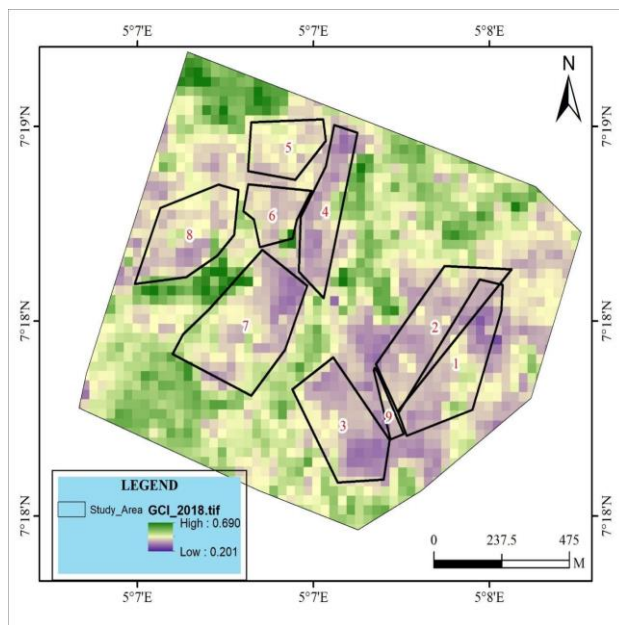 5°7'E 5°7'E 5°8'E
N
7°19'N 7°19'N
5
6
4
8
7
2
1
3
9
7°18'N 7°18'N
LEGEND
Study_Area GCI_2018.tif
High : 0.690
Low : 0.201
7°18'N 7°18'N
0 237.5 475
M
5°7'E 5°7'E 5°8'E